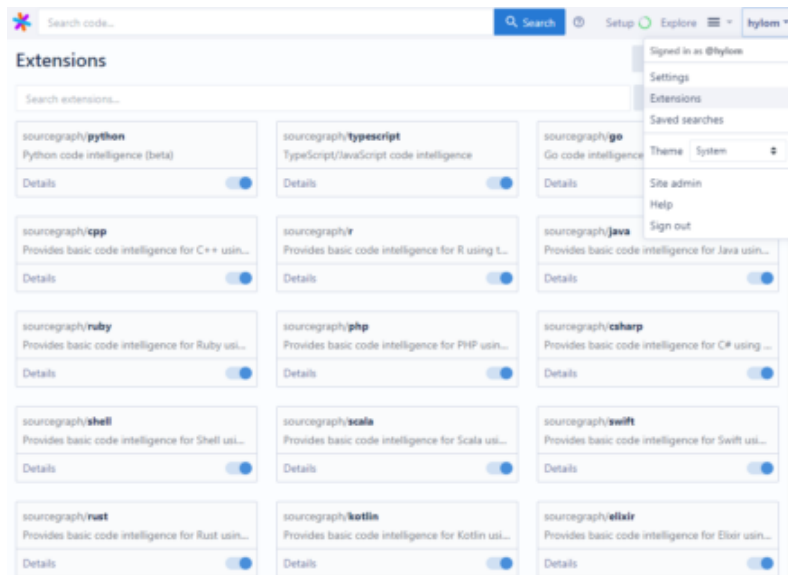 Search code...
Search
Setup
Explore
hylom
Extensions
Search extensions...
Signed in as @hylom
Settings
Extensions
Saved searches
Theme System
Site admin
Help
Sign out
sourcegraph/python
Python code intelligence (beta)
Details
sourcegraph/typescript
TypeScript/JavaScript code intelligence
Details
sourcegraph/go
Go code intelligence
Details
sourcegraph/cpp
Provides basic code intelligence for C++ usin...
Details
sourcegraph/r
Provides basic code intelligence for R using t...
Details
sourcegraph/java
Provides basic code intelligence for Java usin...
Details
sourcegraph/ruby
Provides basic code intelligence for Ruby usi...
Details
sourcegraph/php
Provides basic code intelligence for PHP usin...
Details
sourcegraph/csharp
Provides basic code intelligence for C# using ...
Details
sourcegraph/shell
Provides basic code intelligence for Shell usi...
Details
sourcegraph/scala
Provides basic code intelligence for Scala usi...
Details
sourcegraph/swift
Provides basic code intelligence for Swift usi...
Details
sourcegraph/rust
Provides basic code intelligence for Rust usin...
Details
sourcegraph/kotlin
Provides basic code intelligence for Kotlin usi...
Details
sourcegraph/elixir
Provides basic code intelligence for Elixir usin...
Details